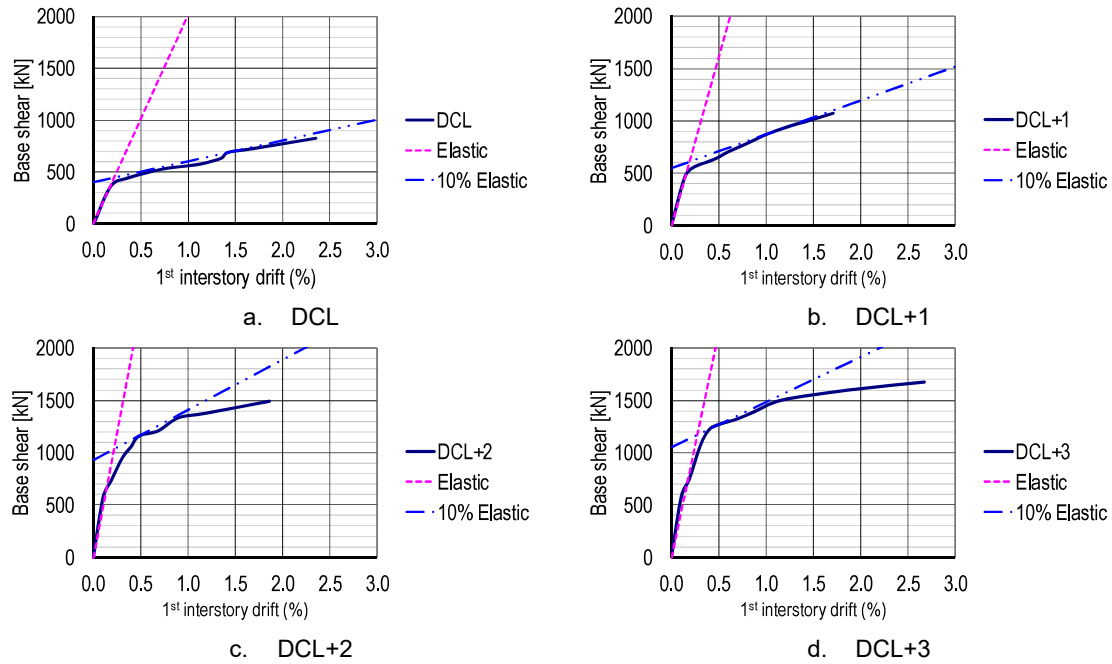 2000
1500
1000
500
0
Base shear [kN]
0.0 0.5 1.0 1.5 2.0 2.5 3.0
1st interstory drift (%)
DCL
Elastic
10% Elastic
a. DCL
2000
1500
1000
500
0
Base shear [kN]
0.0 0.5 1.0 1.5 2.0 2.5 3.0
1st interstory drift (%)
DCL+1
Elastic
10% Elastic
b. DCL+1
2000
1500
1000
500
0
Base shear [kN]
0.0 0.5 1.0 1.5 2.0 2.5 3.0
1st interstory drift (%)
DCL+2
Elastic
10% Elastic
c. DCL+2
2000
1500
1000
500
0
Base shear [kN]
0.0 0.5 1.0 1.5 2.0 2.5 3.0
1st interstory drift (%)
DCL+3
Elastic
10% Elastic
d. DCL+3